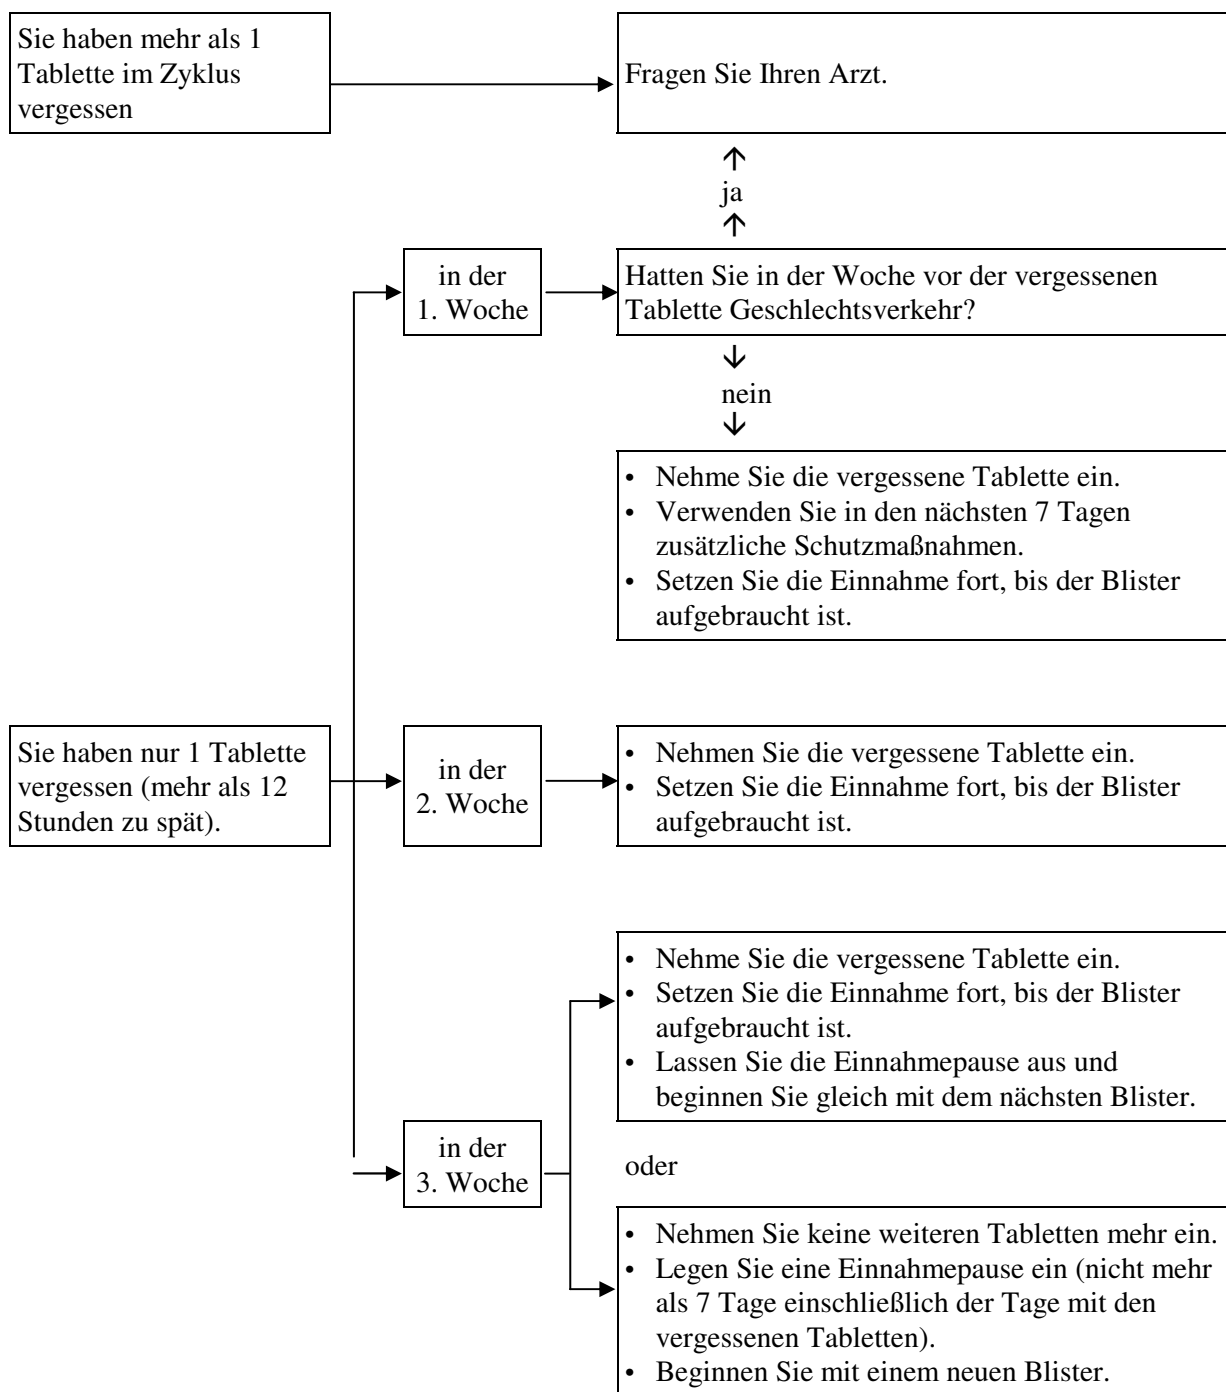 Sie haben mehr als 1
Tablette im Zyklus
vergessen
Fragen Sie Ihren Arzt.
↑
ja
↑
in der
1. Woche
Hatten Sie in der Woche vor der vergessenen
Tablette Geschlechtsverkehr?
↓
nein
↓
• Nehme Sie die vergessene Tablette ein.
• Verwenden Sie in den nächsten 7 Tagen
zusätzliche Schutzmaßnahmen.
• Setzen Sie die Einnahme fort, bis der Blister
aufgebraucht ist.
Sie haben nur 1 Tablette
vergessen (mehr als 12
Stunden zu spät).
in der
2. Woche
• Nehmen Sie die vergessene Tablette ein.
• Setzen Sie die Einnahme fort, bis der Blister
aufgebraucht ist.
in der
3. Woche
• Nehme Sie die vergessene Tablette ein.
• Setzen Sie die Einnahme fort, bis der Blister
aufgebraucht ist.
• Lassen Sie die Einnahmepause aus und
beginnen Sie gleich mit dem nächsten Blister.
oder
• Nehmen Sie keine weiteren Tabletten mehr ein.
• Legen Sie eine Einnahmepause ein (nicht mehr
als 7 Tage einschließlich der Tage mit den
vergessenen Tabletten).
• Beginnen Sie mit einem neuen Blister.